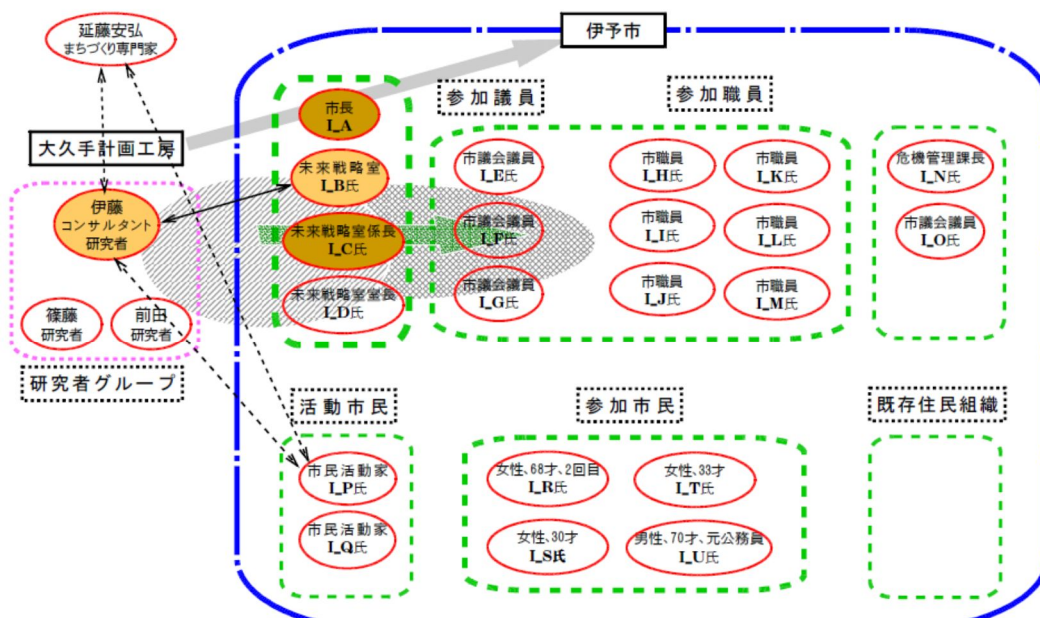 延藤安弘
まちづくり専門家
伊予市
大久手計画工房
伊藤
コンサルタント
研究者
篠藤
研究者
前田
研究者
研究者グループ
市長
I_A
未来戦略室
I_B氏
未来戦略室係長
I_C氏
未来戦略室室長
I_D氏
参加議員
市議会議員
I_E氏
市議会議員
I_F氏
市議会議員
I_G氏
参加職員
市職員
I_H氏
市職員
I_K氏
市職員
I_I氏
市職員
I_L氏
市職員
I_J氏
市職員
I_M氏
危機管理課長
I_N氏
市議会議員
I_O氏
活動市民
市民活動家
I_P氏
市民活動家
I_Q氏
参加市民
女性、68才、2回目
I_R氏
女性、33才
I_T氏
女性、30才
I_S氏
男性、70才、元公務員
I_U氏
既存住民組織